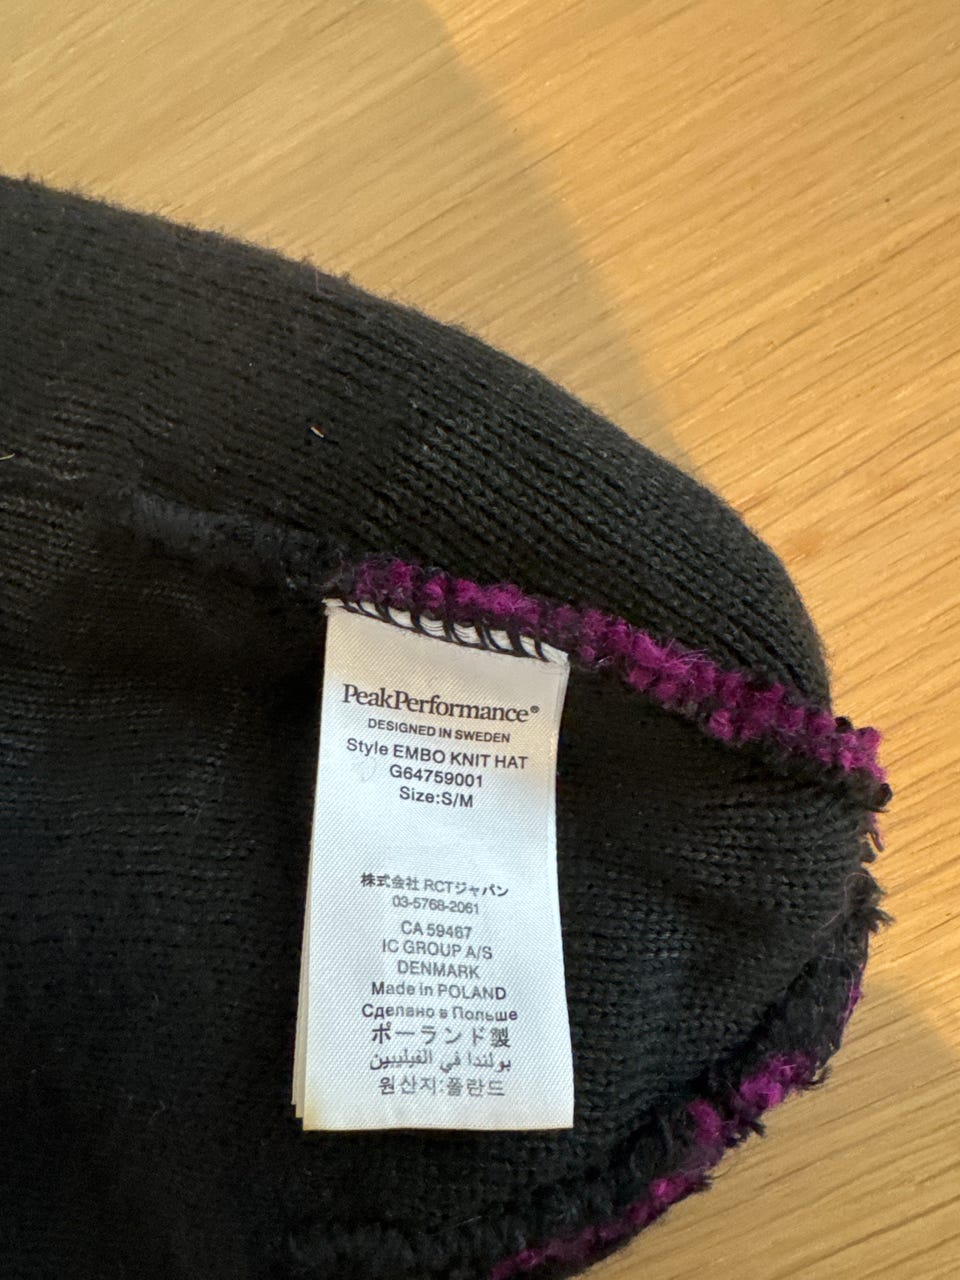 PeakPerformance®
DESIGNED IN SWEDEN
Style EMBO KNIT HAT
G64759001
Size:S/M
株式会社 RCTジャパン
03-5768-2061
CA 59467
IC GROUP A/S
DENMARK
Made in POLAND
Сделано в Польше
ポーランド製
بولندا في الفيليبين
원산지:폴란드